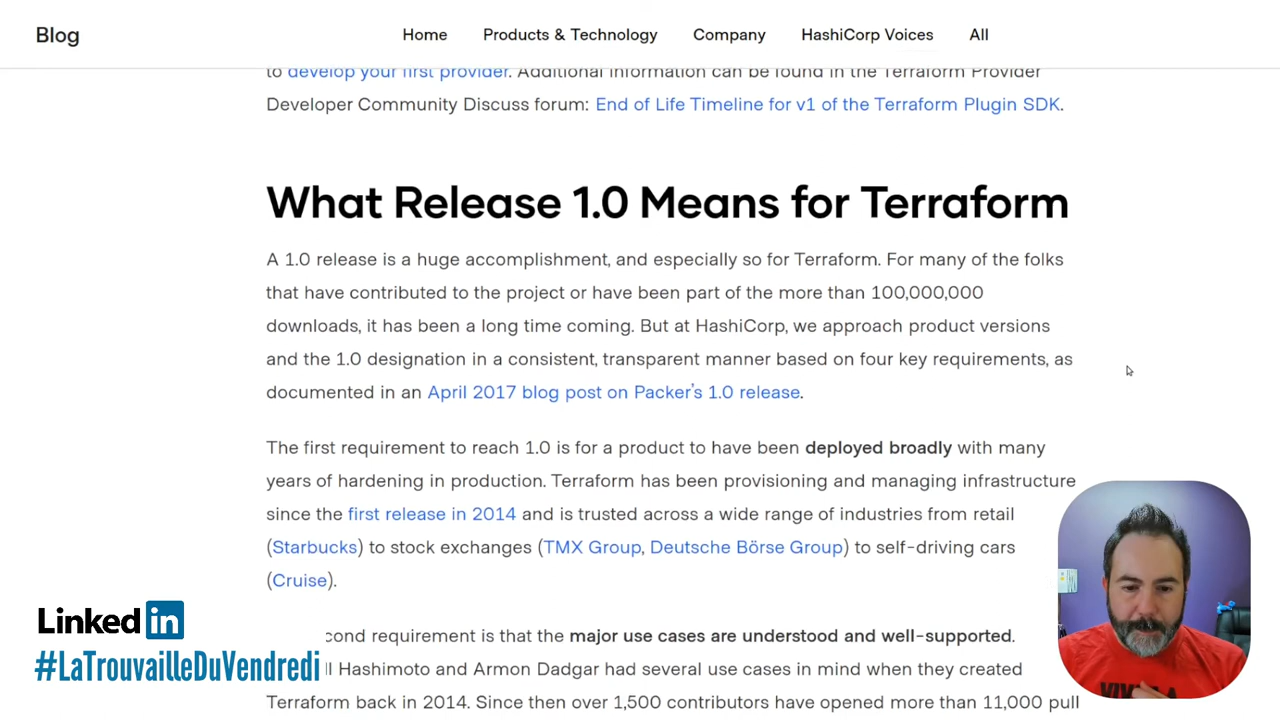 Blog
Home Products & Technology Company HashiCorp Voices All
to develop your first provider. Additional information can be found in the Terraform Provider
Developer Community Discuss forum: End of Life Timeline for v1 of the Terraform Plugin SDK.
What Release 1.0 Means for Terraform
A 1.0 release is a huge accomplishment, and especially so for Terraform. For many of the folks
that have contributed to the project or have been part of the more than 100,000,000
downloads, it has been a long time coming. But at HashiCorp, we approach product versions
and the 1.0 designation in a consistent, transparent manner based on four key requirements, as
documented in an April 2017 blog post on Packer's 1.0 release.
The first requirement to reach 1.0 is for a product to have been deployed broadly with many
years of hardening in production. Terraform has been provisioning and managing infrastructure
since the first release in 2014 and is trusted across a wide range of industries from retail
(Starbucks) to stock exchanges (TMX Group, Deutsche Börse Group) to self-driving cars
(Cruise).
cond requirement is that the major use cases are understood and well-supported.
l Hashimoto and Armon Dadgar had several use cases in mind when they created
Terraform back in 2014. Since then over 1,500 contributors have opened more than 11,000 pull
Linked in
#LaTrouvailleDuVendredi